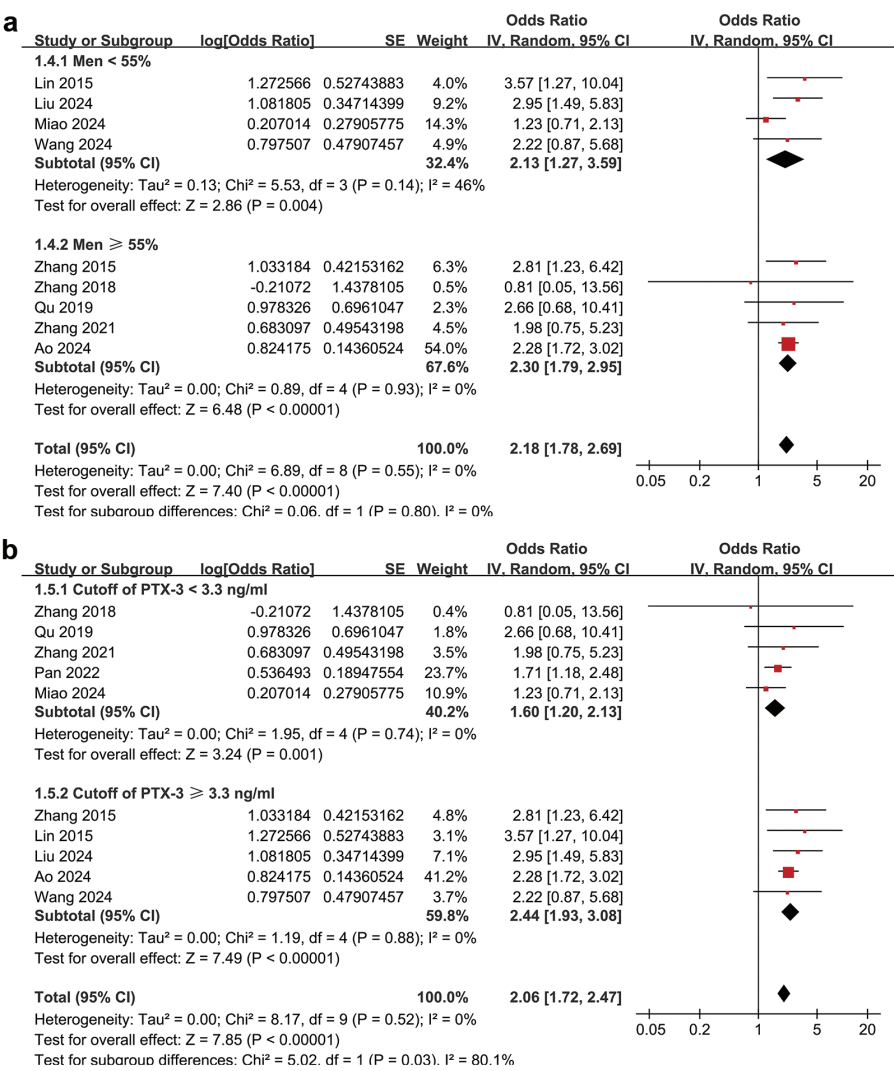 a
Odds Ratio Odds Ratio
Study or Subgroup log[Odds Ratio] SE Weight IV, Random, 95% CI IV, Random, 95% CI
1.4.1 Men < 55%
Lin 2015 1.272566 0.52743883 4.0% 3.57 [1.27, 10.04]
Liu 2024 1.081805 0.34714399 9.2% 2.95 [1.49, 5.83]
Miao 2024 0.207014 0.27905775 14.3% 1.23 [0.71, 2.13]
Wang 2024 0.797507 0.47907457 4.9% 2.22 [0.87, 5.68]
Subtotal (95% CI) 32.4% 2.13 [1.27, 3.59]
Heterogeneity: Tau² = 0.13; Chi² = 5.53, df = 3 (P = 0.14); I² = 46%
Test for overall effect: Z = 2.86 (P = 0.004)
1.4.2 Men ⩾ 55%
Zhang 2015 1.033184 0.42153162 6.3% 2.81 [1.23, 6.42]
Zhang 2018 -0.21072 1.4378105 0.5% 0.81 [0.05, 13.56]
Qu 2019 0.978326 0.6961047 2.3% 2.66 [0.68, 10.41]
Zhang 2021 0.683097 0.49543198 4.5% 1.98 [0.75, 5.23]
Ao 2024 0.824175 0.14360524 54.0% 2.28 [1.72, 3.02]
Subtotal (95% CI) 67.6% 2.30 [1.79, 2.95]
Heterogeneity: Tau² = 0.00; Chi² = 0.89, df = 4 (P = 0.93); I² = 0%
Test for overall effect: Z = 6.48 (P < 0.00001)
Total (95% CI) 100.0% 2.18 [1.78, 2.69]
Heterogeneity: Tau² = 0.00; Chi² = 6.89, df = 8 (P = 0.55); I² = 0%
Test for overall effect: Z = 7.40 (P < 0.00001)
Test for subgroup differences: Chi² = 0.06, df = 1 (P = 0.80), I² = 0%
0.05 0.2 1 5 20
b
Odds Ratio Odds Ratio
Study or Subgroup log[Odds Ratio] SE Weight IV, Random, 95% CI IV, Random, 95% CI
1.5.1 Cutoff of PTX-3 < 3.3 ng/ml
Zhang 2018 -0.21072 1.4378105 0.4% 0.81 [0.05, 13.56]
Qu 2019 0.978326 0.6961047 1.8% 2.66 [0.68, 10.41]
Zhang 2021 0.683097 0.49543198 3.5% 1.98 [0.75, 5.23]
Pan 2022 0.536493 0.18947554 23.7% 1.71 [1.18, 2.48]
Miao 2024 0.207014 0.27905775 10.9% 1.23 [0.71, 2.13]
Subtotal (95% CI) 40.2% 1.60 [1.20, 2.13]
Heterogeneity: Tau² = 0.00; Chi² = 1.95, df = 4 (P = 0.74); I² = 0%
Test for overall effect: Z = 3.24 (P = 0.001)
1.5.2 Cutoff of PTX-3 ⩾ 3.3 ng/ml
Zhang 2015 1.033184 0.42153162 4.8% 2.81 [1.23, 6.42]
Lin 2015 1.272566 0.52743883 3.1% 3.57 [1.27, 10.04]
Liu 2024 1.081805 0.34714399 7.1% 2.95 [1.49, 5.83]
Ao 2024 0.824175 0.14360524 41.2% 2.28 [1.72, 3.02]
Wang 2024 0.797507 0.47907457 3.7% 2.22 [0.87, 5.68]
Subtotal (95% CI) 59.8% 2.44 [1.93, 3.08]
Heterogeneity: Tau² = 0.00; Chi² = 1.19, df = 4 (P = 0.88); I² = 0%
Test for overall effect: Z = 7.49 (P < 0.00001)
Total (95% CI) 100.0% 2.06 [1.72, 2.47]
Heterogeneity: Tau² = 0.00; Chi² = 8.17, df = 9 (P = 0.52); I² = 0%
Test for overall effect: Z = 7.85 (P < 0.00001)
Test for subgroup differences: Chi² = 5.02, df = 1 (P = 0.03), I² = 80.1%
0.05 0.2 1 5 20